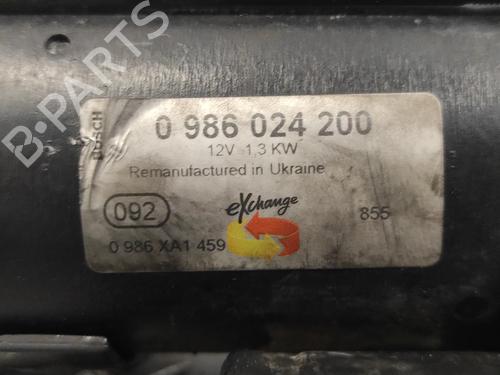 B-PARTS
BOSCH
0 986 024 200
12V 1,3 KW
Remanufactured in Ukraine
092
eXchange
855
0 986 XA1 459